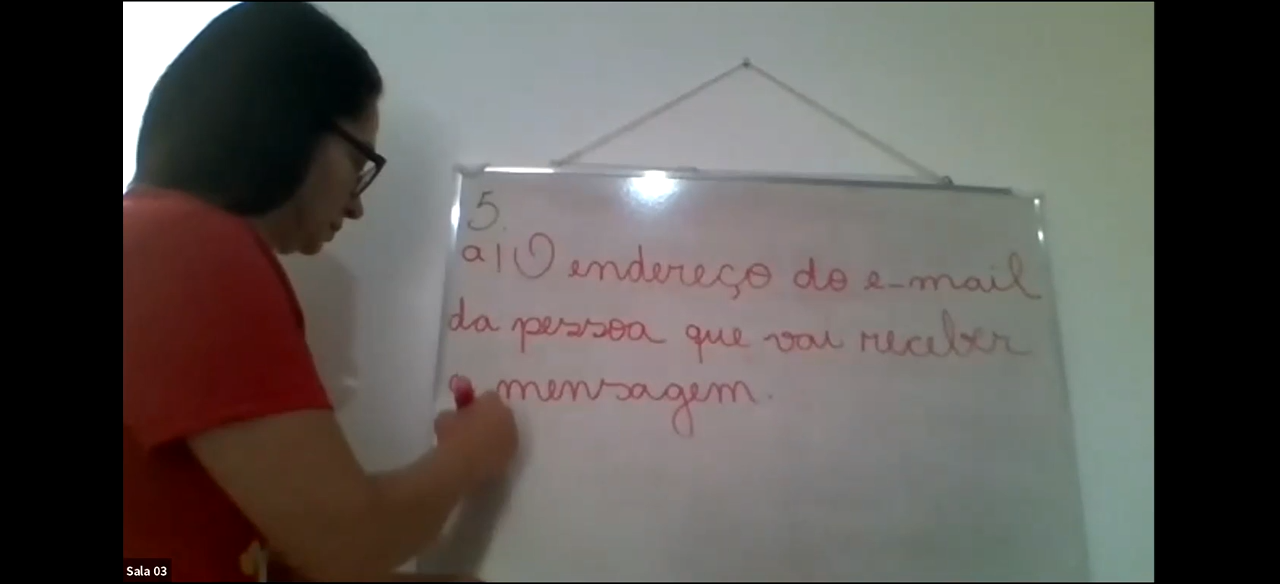 5.
a) O endereço do e-mail
da pessoa que vai receber
a mensagem.
Sala 03